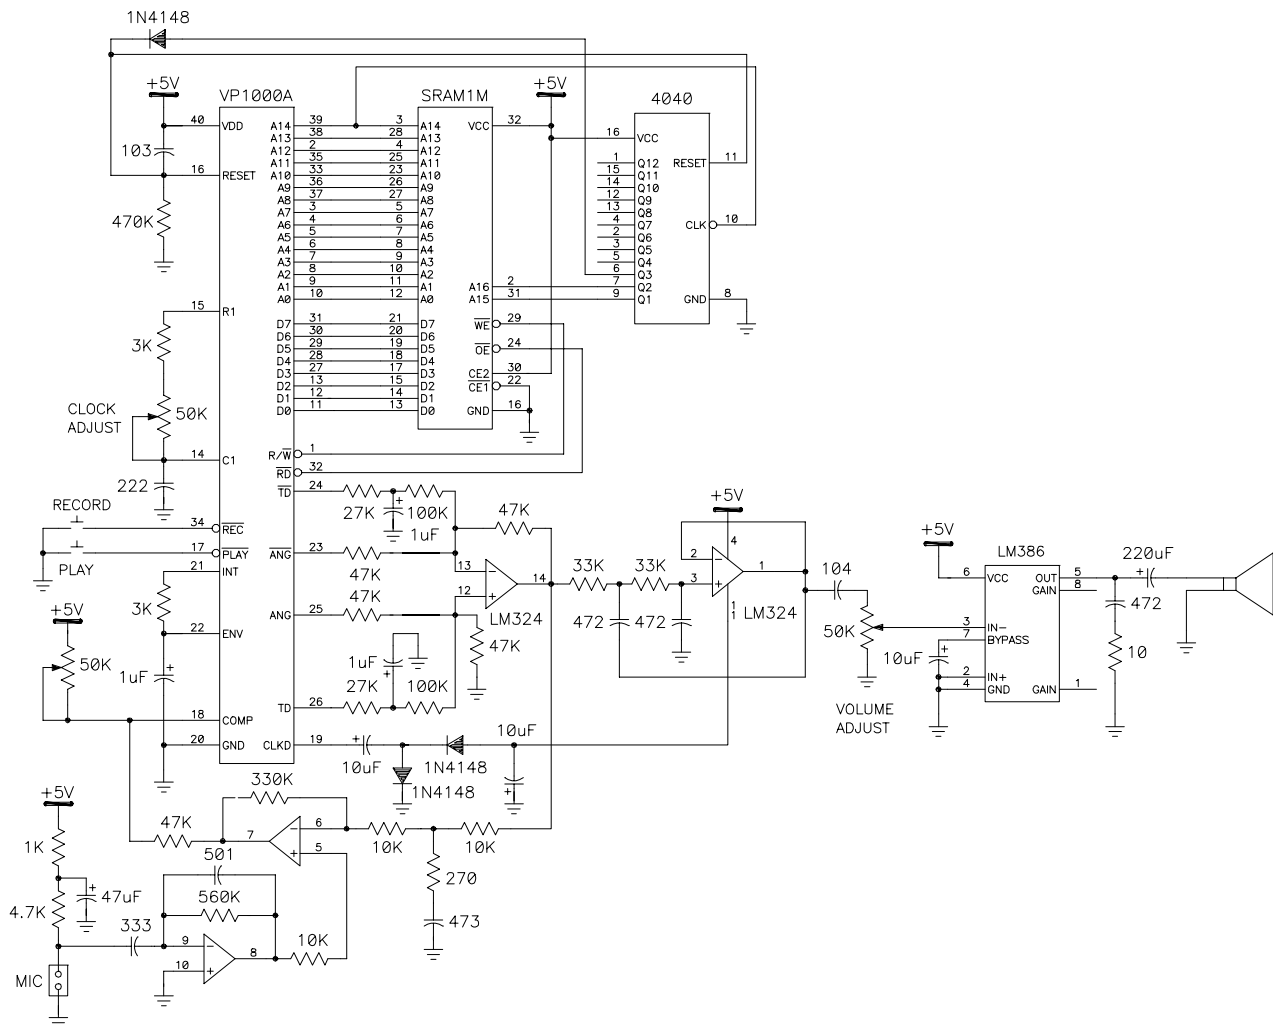 1N4148
+5V
VP1000A
SRAM1M
+5V
4040
40 VDD
A14 39
3 A14
VCC 32
16 VCC
A13 38
28 A13
A12 2
4 A12
103
A11 35
25 A11
1 Q12
RESET 11
16 RESET
A10 33
23 A10
15 Q11
A9 36
26 A9
14 Q10
A8 37
27 A8
12 Q9
A7 3
5 A7
13 Q8
470K
A6 4
6 A6
4 Q7
CLK 10
A5 5
7 A5
2 Q6
A4 6
8 A4
3 Q5
A3 7
9 A3
5 Q4
A2 8
10 A2
6 Q3
A1 9
11 A1
A16 2
7 Q2
A0 10
12 A0
A15 31
9 Q1
GND 8
15 R1
D7 31
21 D7
WE 29
D6 30
20 D6
3K
D5 29
19 D5
OE 24
D4 28
18 D4
D3 27
17 D3
CE2 30
D2 13
15 D2
CE1 22
D1 12
14 D1
D0 11
13 D0
GND 16
CLOCK
ADJUST
50K
14 C1
R/W 1
RD 32
222
TD 24
27K
100K
1uF
47K
+5V
RECORD
34 REC
17 PLAY
PLAY
ANG 23
47K
21 INT
13
12
14
LM324
33K
33K
2
3
4
1
11
LM324
+5V
LM386
220uF
6 VCC
OUT 5
GAIN 8
104
472
3K
47K
ANG 25
472
472
50K
3 IN-
7 BYPASS
+5V
22 ENV
47K
10
50K
1uF
1uF
27K
100K
10uF
2 IN+
4 GND
GAIN 1
TD 26
VOLUME
ADJUST
18 COMP
20 GND
CLKD 19
10uF
1N4148
1N4148
10uF
330K
+5V
47K
7
6
5
10K
10K
1K
501
270
47uF
560K
4.7K
333
473
9
10
8
10K
MIC